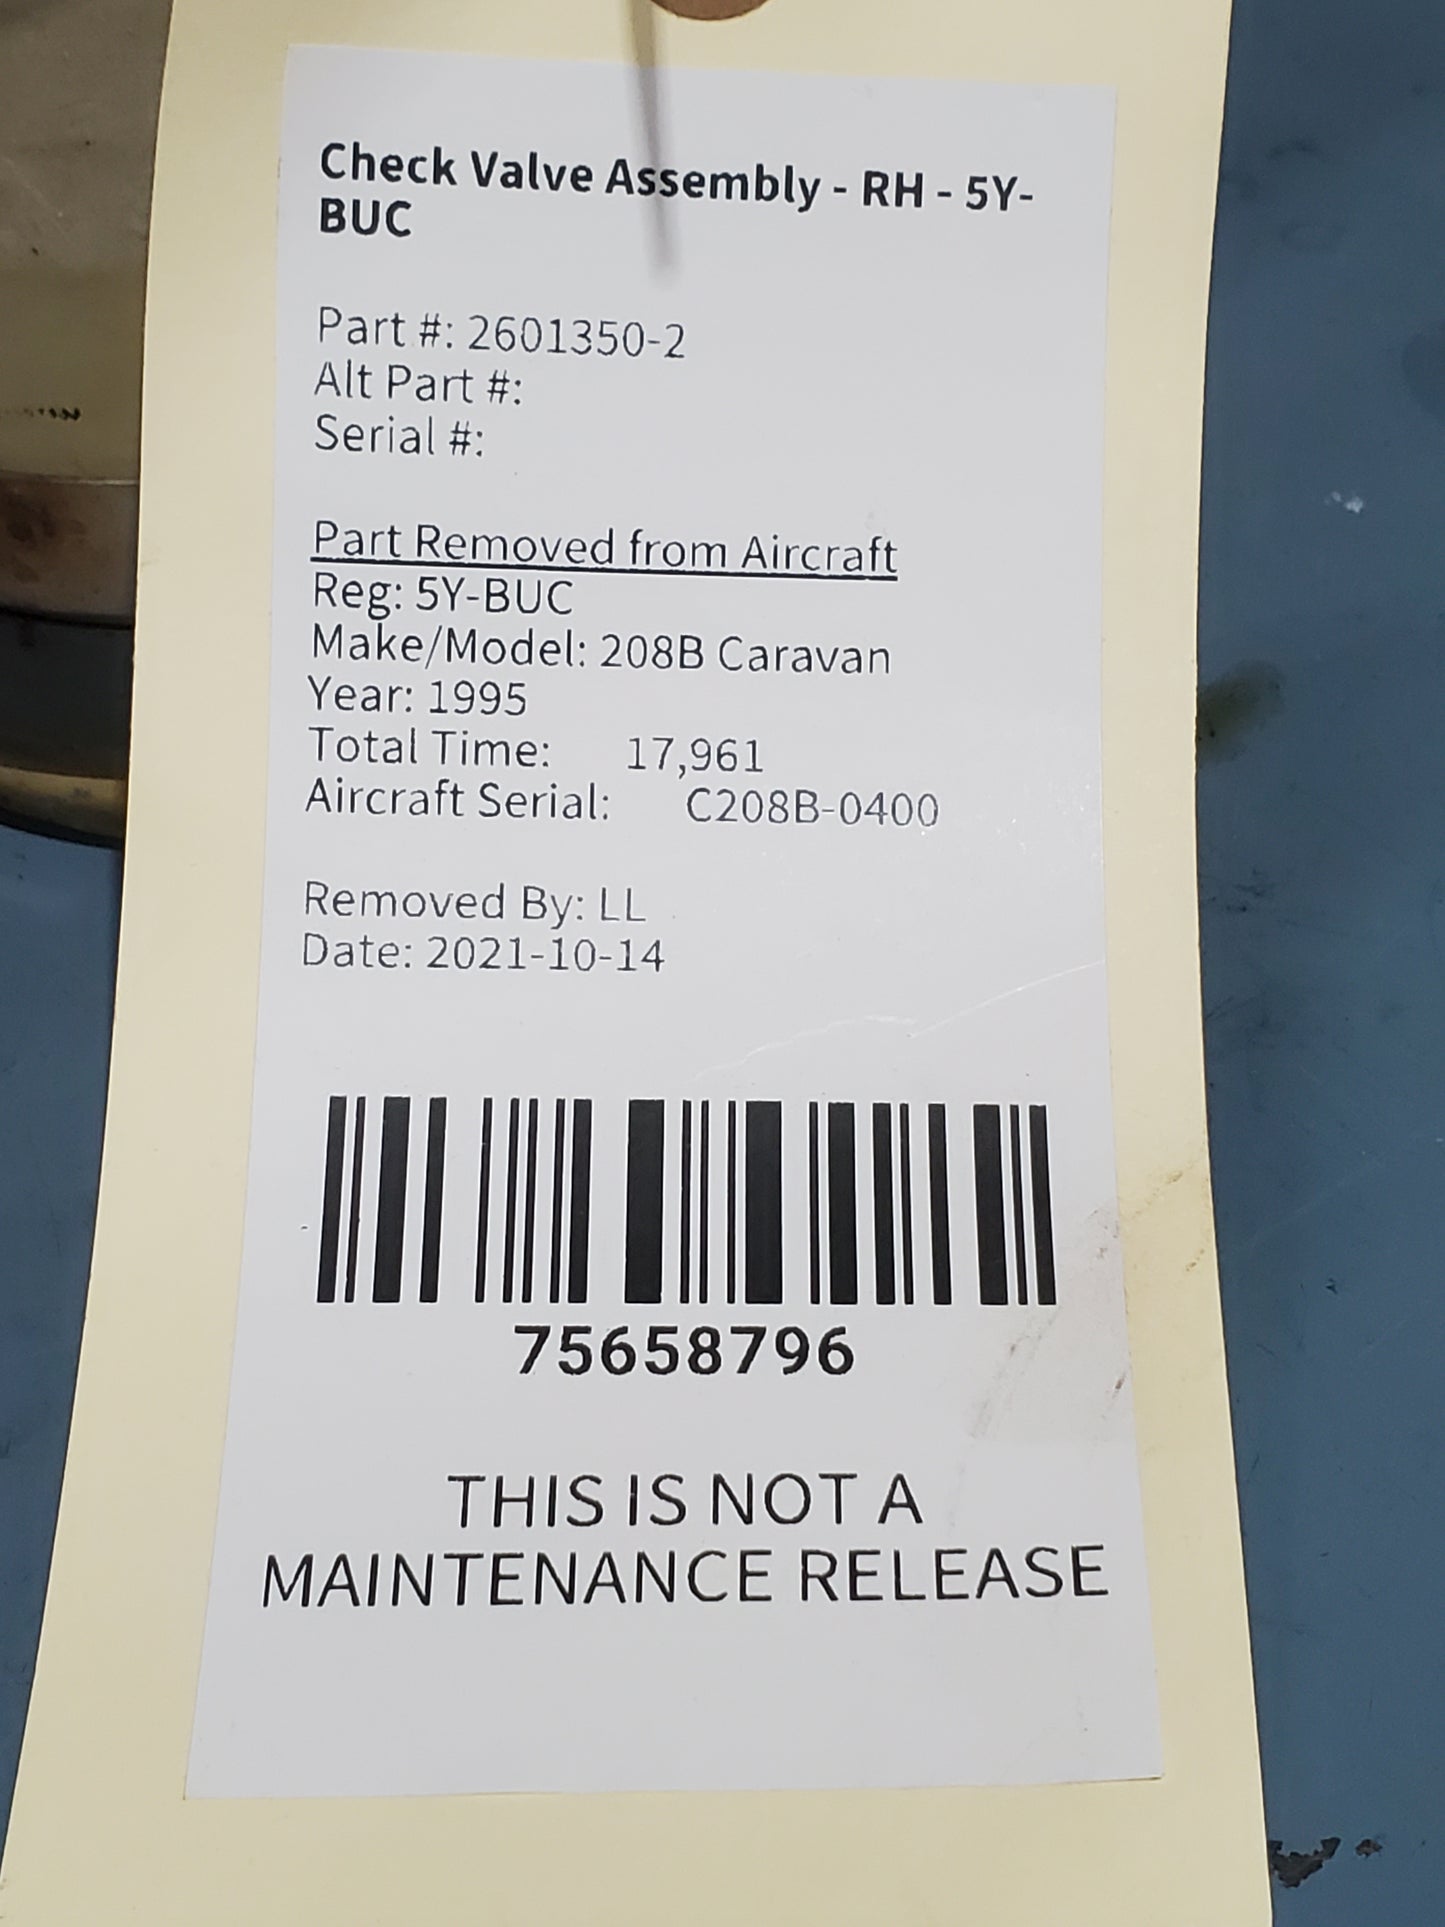 Check Valve Assembly - RH - 5Y-
BUC
Part #: 2601350-2
Alt Part #:
Serial #:
Part Removed from Aircraft
Reg: 5Y-BUC
Make/Model: 208B Caravan
Year: 1995
Total Time: 17,961
Aircraft Serial: C208B-0400
Removed By: LL
Date: 2021-10-14
75658796
THIS IS NOT A
MAINTENANCE RELEASE